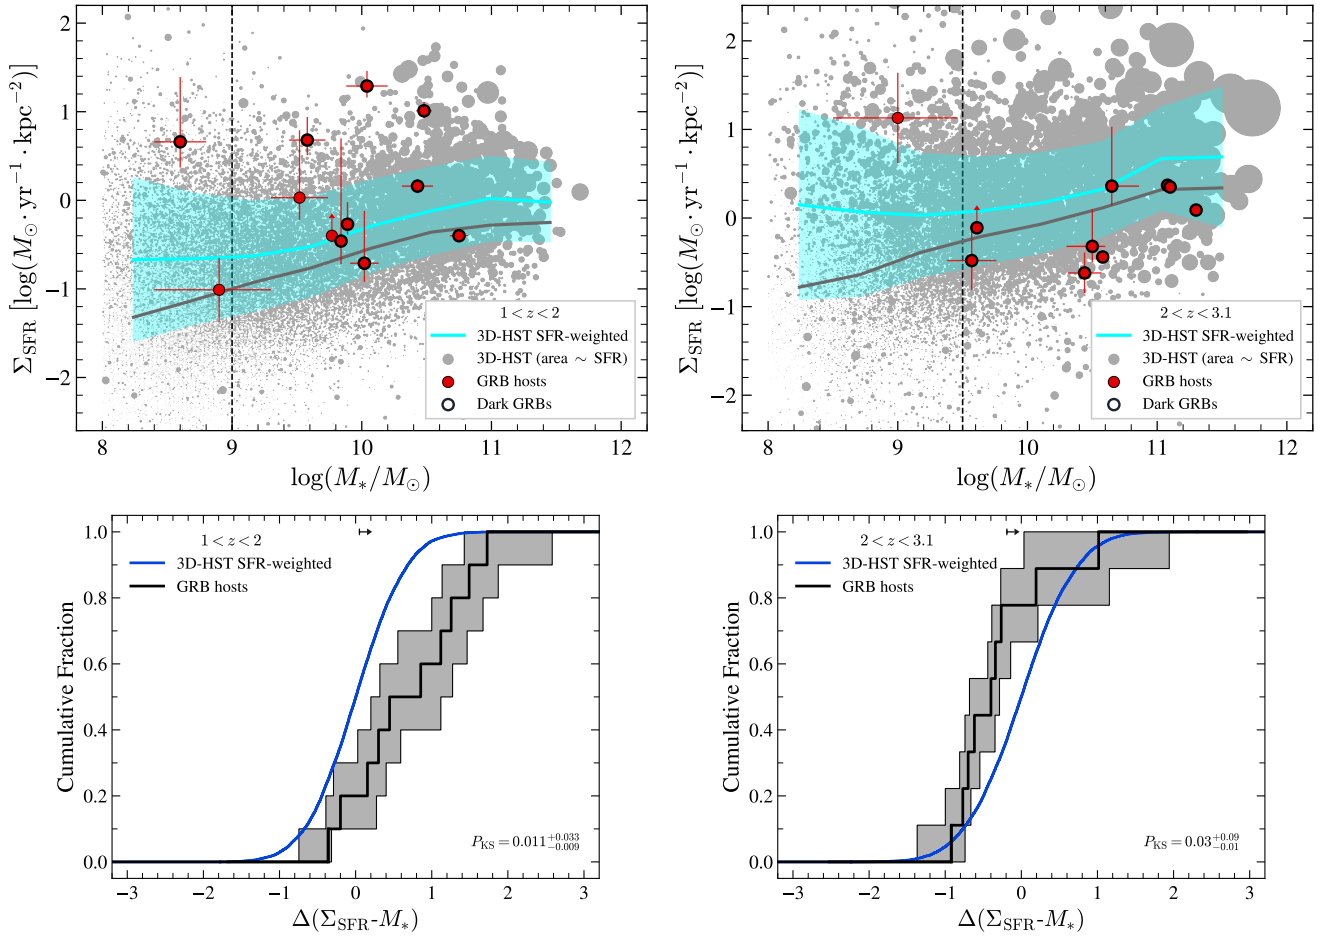 2
1
0
−1
−2
Σ_SFR [log(M_⊙ · yr⁻¹ · kpc⁻²)]
1 < z < 2
3D-HST SFR-weighted
3D-HST (area ∼ SFR)
GRB hosts
Dark GRBs
8 9 10 11 12
log(M_*/M_⊙)
2
1
0
−1
−2
Σ_SFR [log(M_⊙ · yr⁻¹ · kpc⁻²)]
2 < z < 3.1
3D-HST SFR-weighted
3D-HST (area ∼ SFR)
GRB hosts
Dark GRBs
8 9 10 11 12
log(M_*/M_⊙)
1.0
0.8
0.6
0.4
0.2
0.0
Cumulative Fraction
1 < z < 2
3D-HST SFR-weighted
GRB hosts
P_KS = 0.011^{+0.033}_{−0.009}
−3 −2 −1 0 1 2 3
Δ(Σ_SFR-M_*)
1.0
0.8
0.6
0.4
0.2
0.0
Cumulative Fraction
2 < z < 3.1
3D-HST SFR-weighted
GRB hosts
P_KS = 0.03^{+0.09}_{−0.01}
−3 −2 −1 0 1 2 3
Δ(Σ_SFR-M_*)